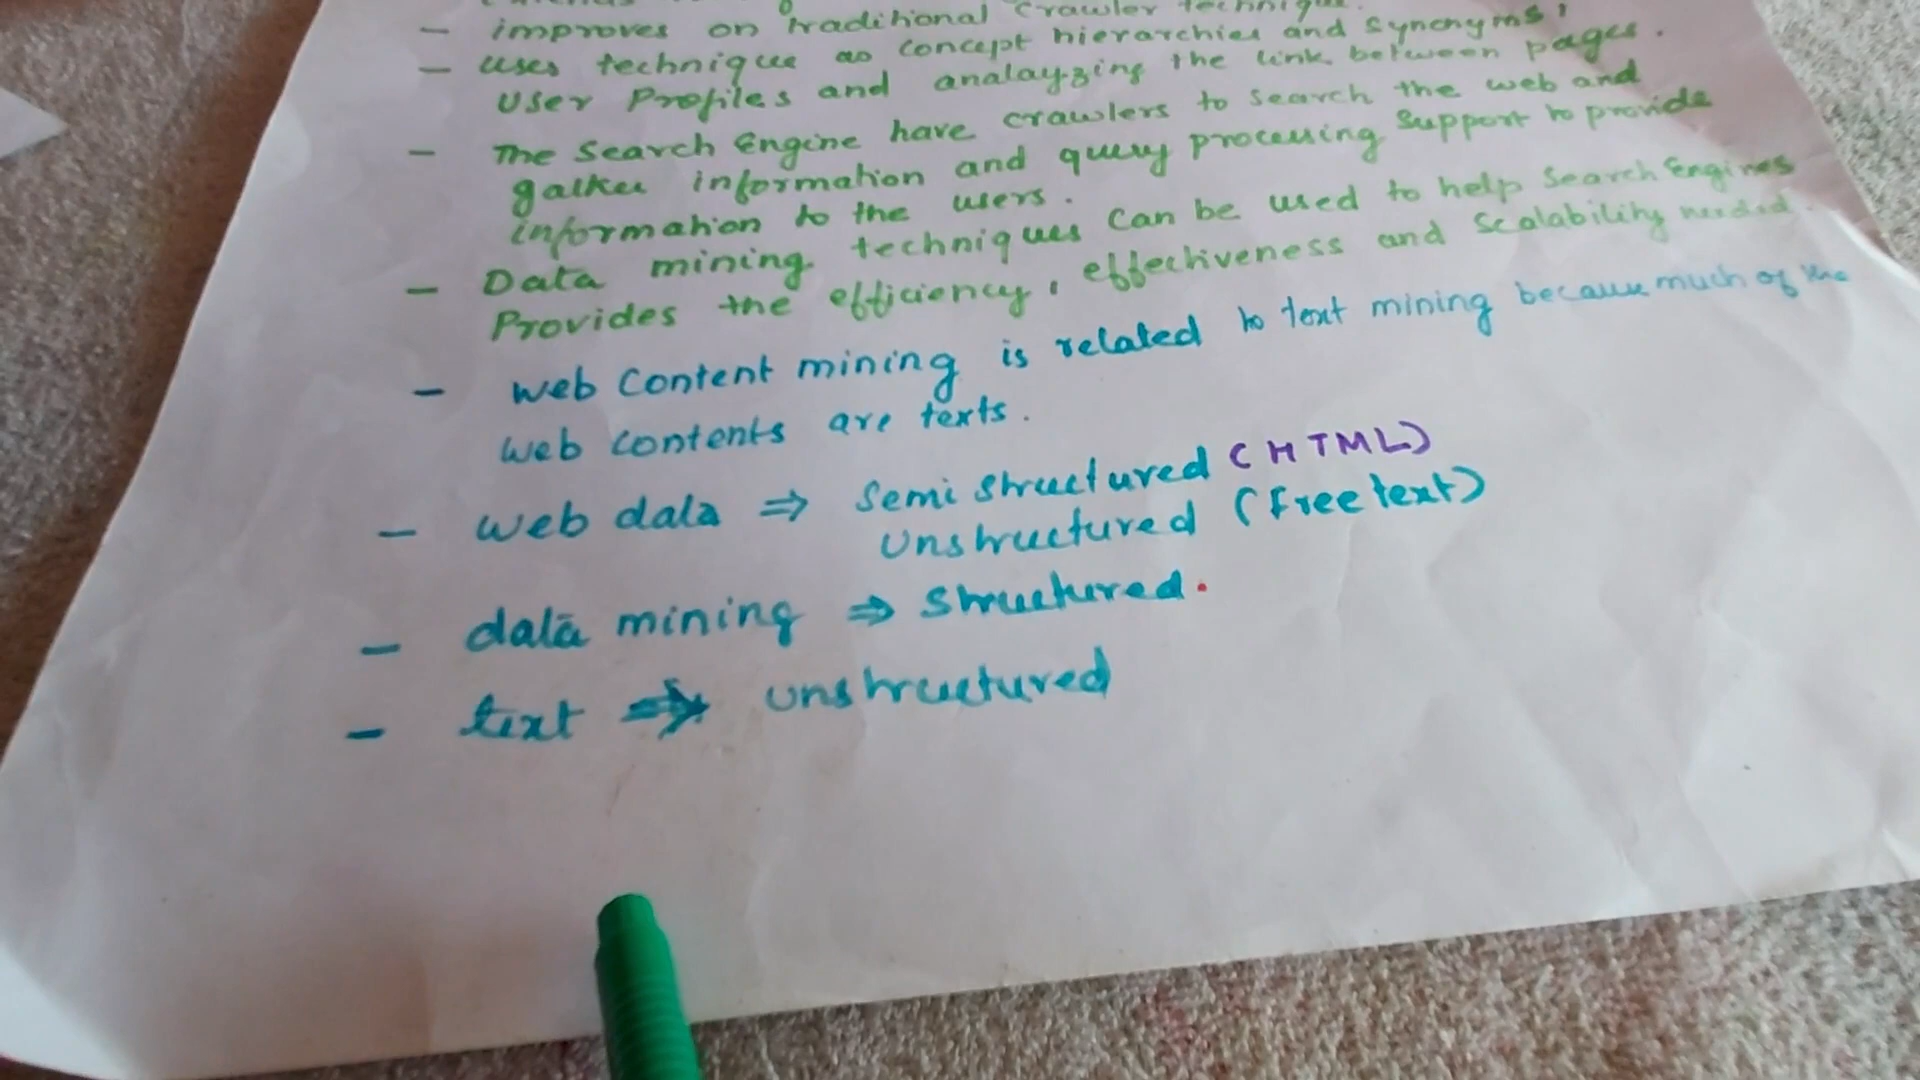 - improves on traditional crawler technique.
- uses technique as concept hierarchies and synonyms,
User Profiles and analayzing the link between pages.
- The Search Engine have crawlers to search the web and
gather information and query processing support to provide
information to the users.
- Data mining techniques can be used to help Search Engines
Provides the efficiency, effectiveness and scalability needed.
- web content mining is related to text mining because much of the
web contents are texts.
- web data ⇒ semi structured (HTML)
unstructured (free text)
- data mining ⇒ structured.
- text ⇒ unstructured